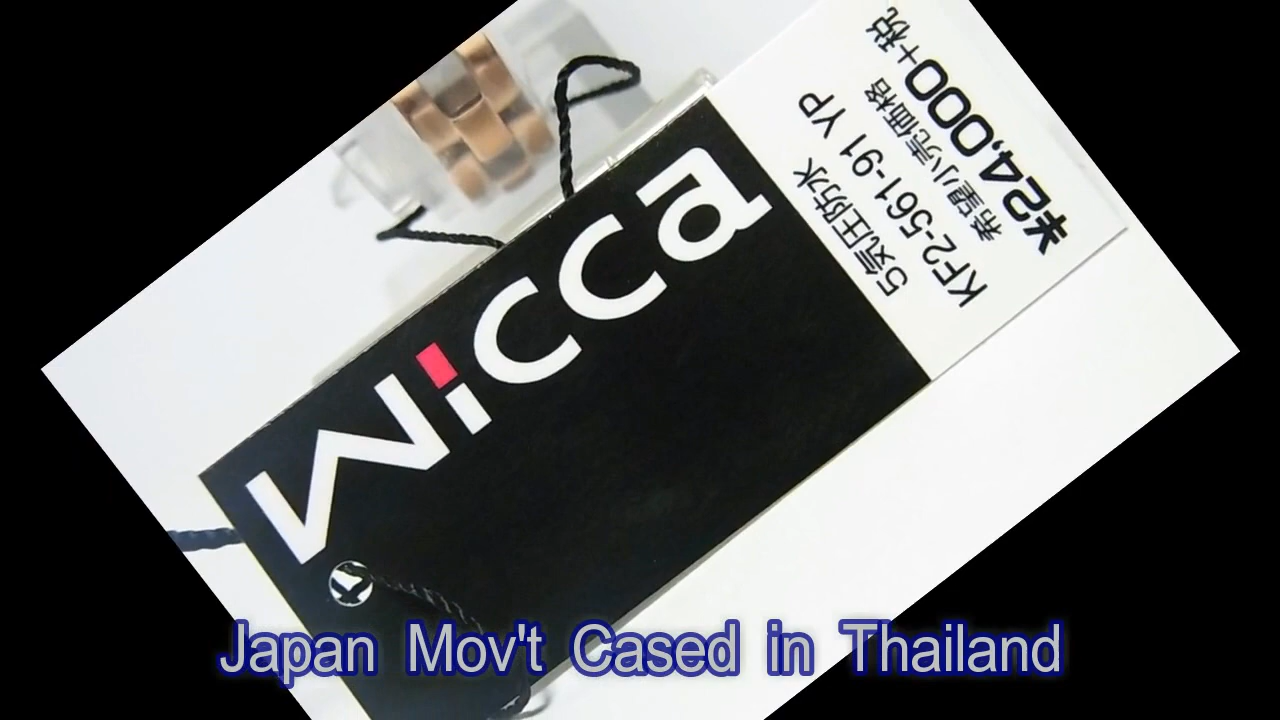 wicca
5気圧防水
KF2-561-91 YP
希望小売価格
¥24,000+税
Japan Mov't Cased in Thailand